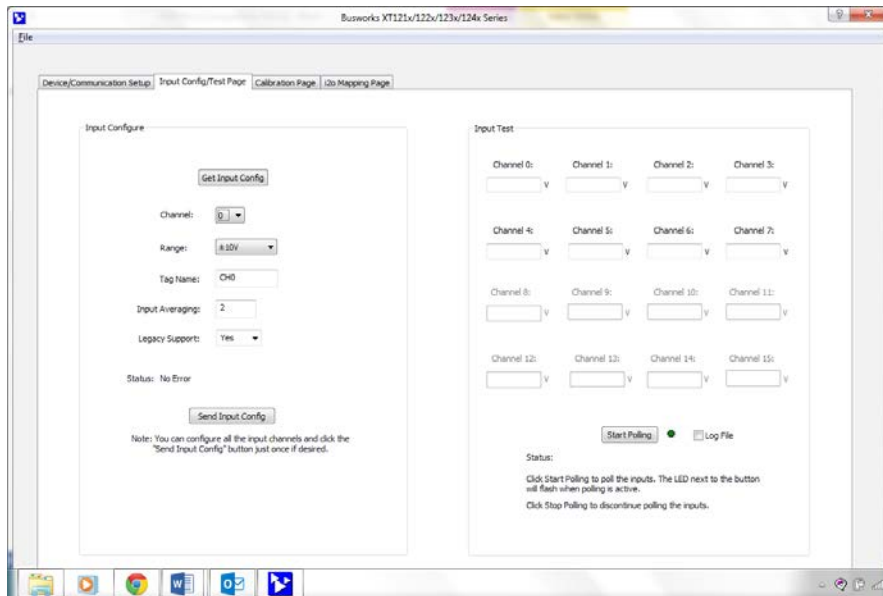 Busworks XT121x/122x/123x/124x Series
File
Device/Communication Setup Input Config/Test Page Calibration Page i2o Mapping Page
Input Configure
Get Input Config
Channel: 0
Range: ±10V
Tag Name: CH0
Input Averaging: 2
Legacy Support: Yes
Status: No Error
Send Input Config
Note: You can configure all the input channels and click the
"Send Input Config" button just once if desired.
Input Test
Channel 0: Channel 1: Channel 2: Channel 3:
V V V V
Channel 4: Channel 5: Channel 6: Channel 7:
V V V V
Channel 8: Channel 9: Channel 10: Channel 11:
V V V V
Channel 12: Channel 13: Channel 14: Channel 15:
V V V V
Start Polling Log File
Status:
Click Start Polling to poll the inputs. The LED next to the button
will flash when polling is active.
Click Stop Polling to discontinue polling the inputs.